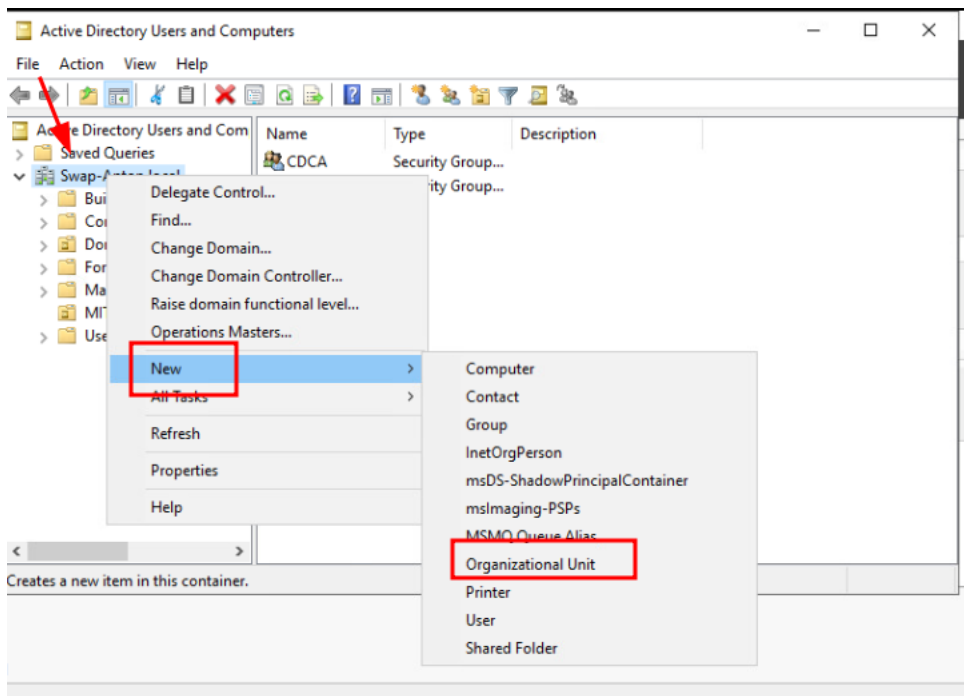 Active Directory Users and Computers
File Action View Help
Active Directory Users and Com
Name Type Description
Saved Queries
CDCA Security Group...
Group...
Delegate Control...
Find...
Change Domain...
Change Domain Controller...
Raise domain functional level...
Operations Masters...
New
All Tasks
Refresh
Properties
Help
Computer
Contact
Group
InetOrgPerson
msDS-ShadowPrincipalContainer
msImaging-PSPs
MSMQ Queue Alias
Organizational Unit
Printer
User
Shared Folder
Creates a new item in this container.